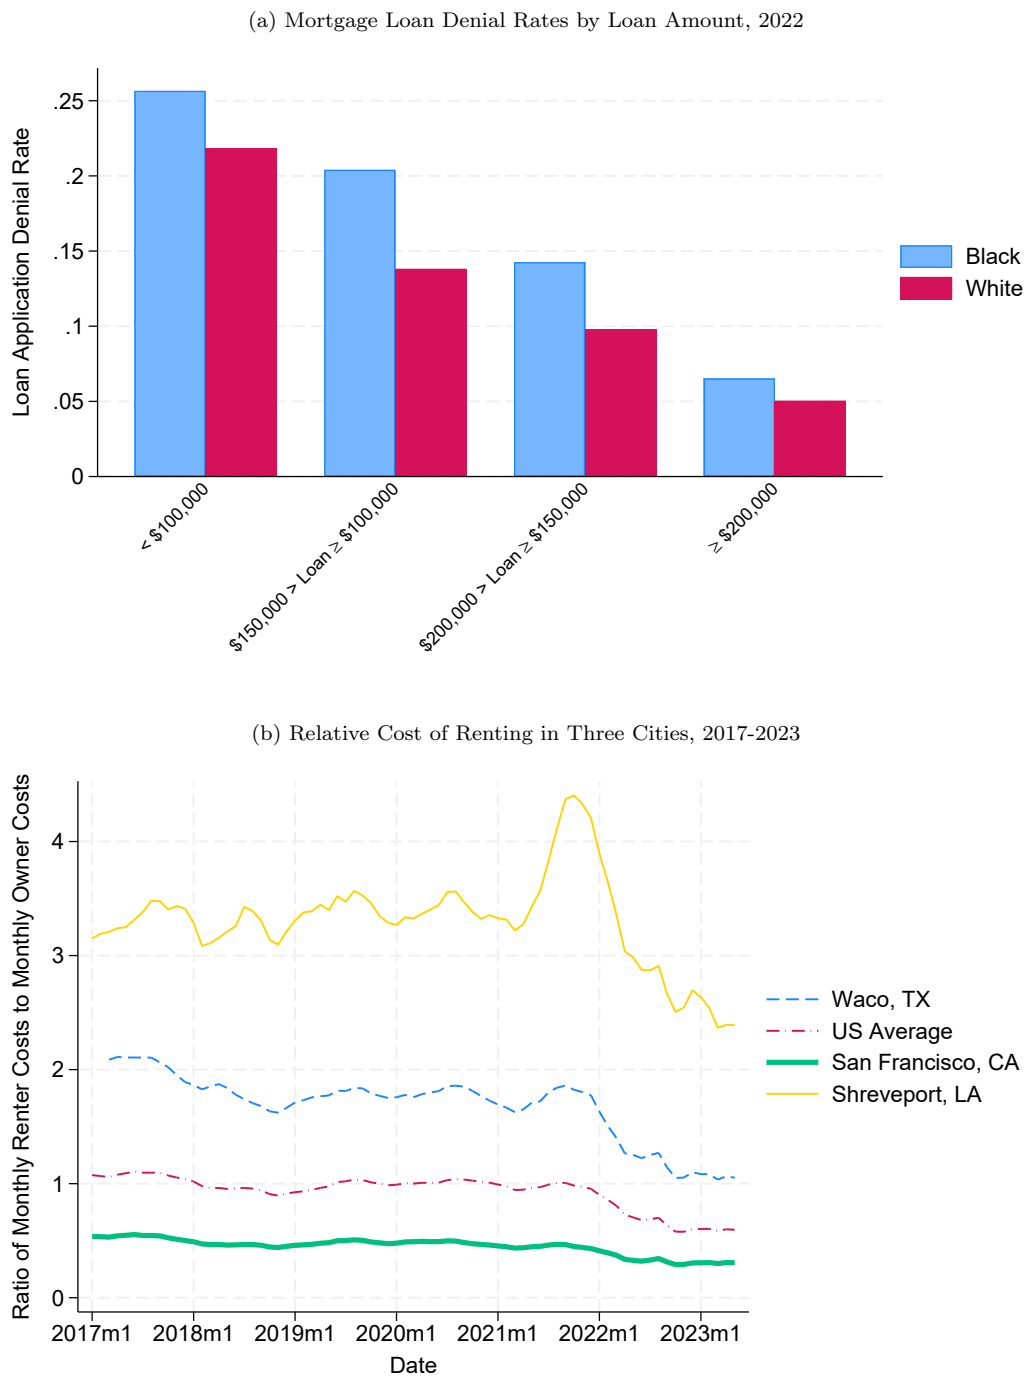 (a) Mortgage Loan Denial Rates by Loan Amount, 2022
Loan Application Denial Rate
.25
.2
.15
.1
.05
0
< $100,000
$150,000 > Loan ≥ $100,000
$200,000 > Loan ≥ $150,000
≥ $200,000
Black
White
(b) Relative Cost of Renting in Three Cities, 2017-2023
Ratio of Monthly Renter Costs to Monthly Owner Costs
4
3
2
1
0
2017m1
2018m1
2019m1
2020m1
2021m1
2022m1
2023m1
Date
Waco, TX
US Average
San Francisco, CA
Shreveport, LA